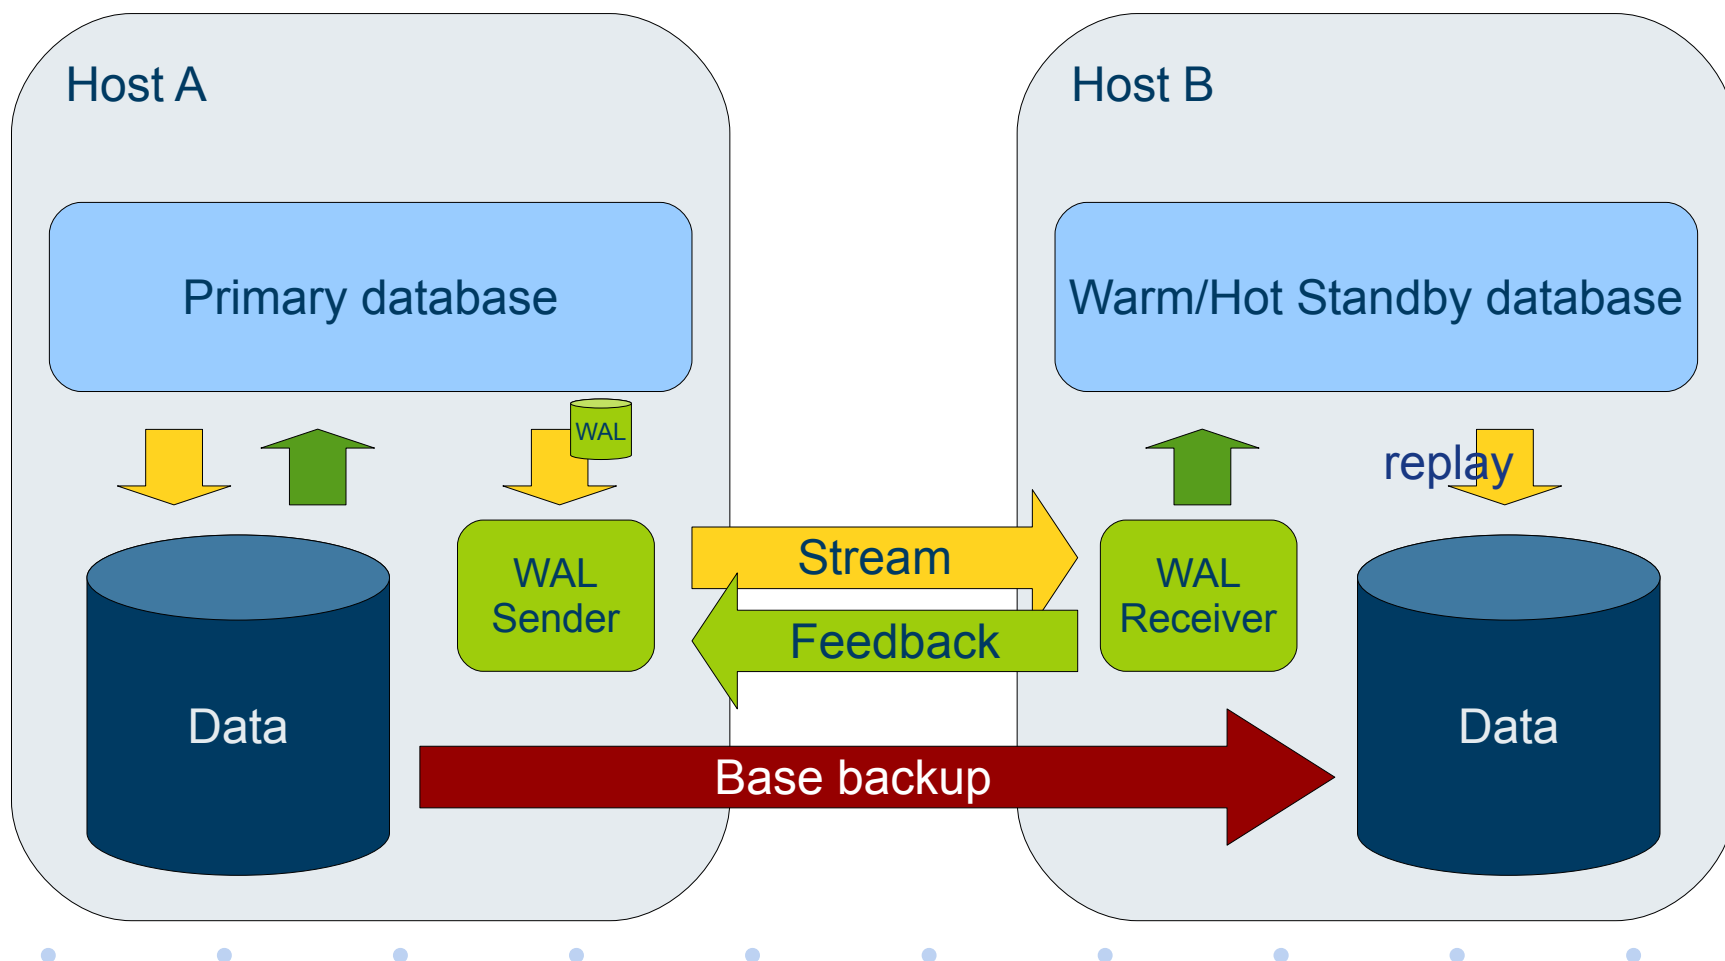 Host A
Host B
Primary database
Warm/Hot Standby database
WAL
replay
WAL
Sender
Stream
Feedback
WAL
Receiver
Data
Base backup
Data